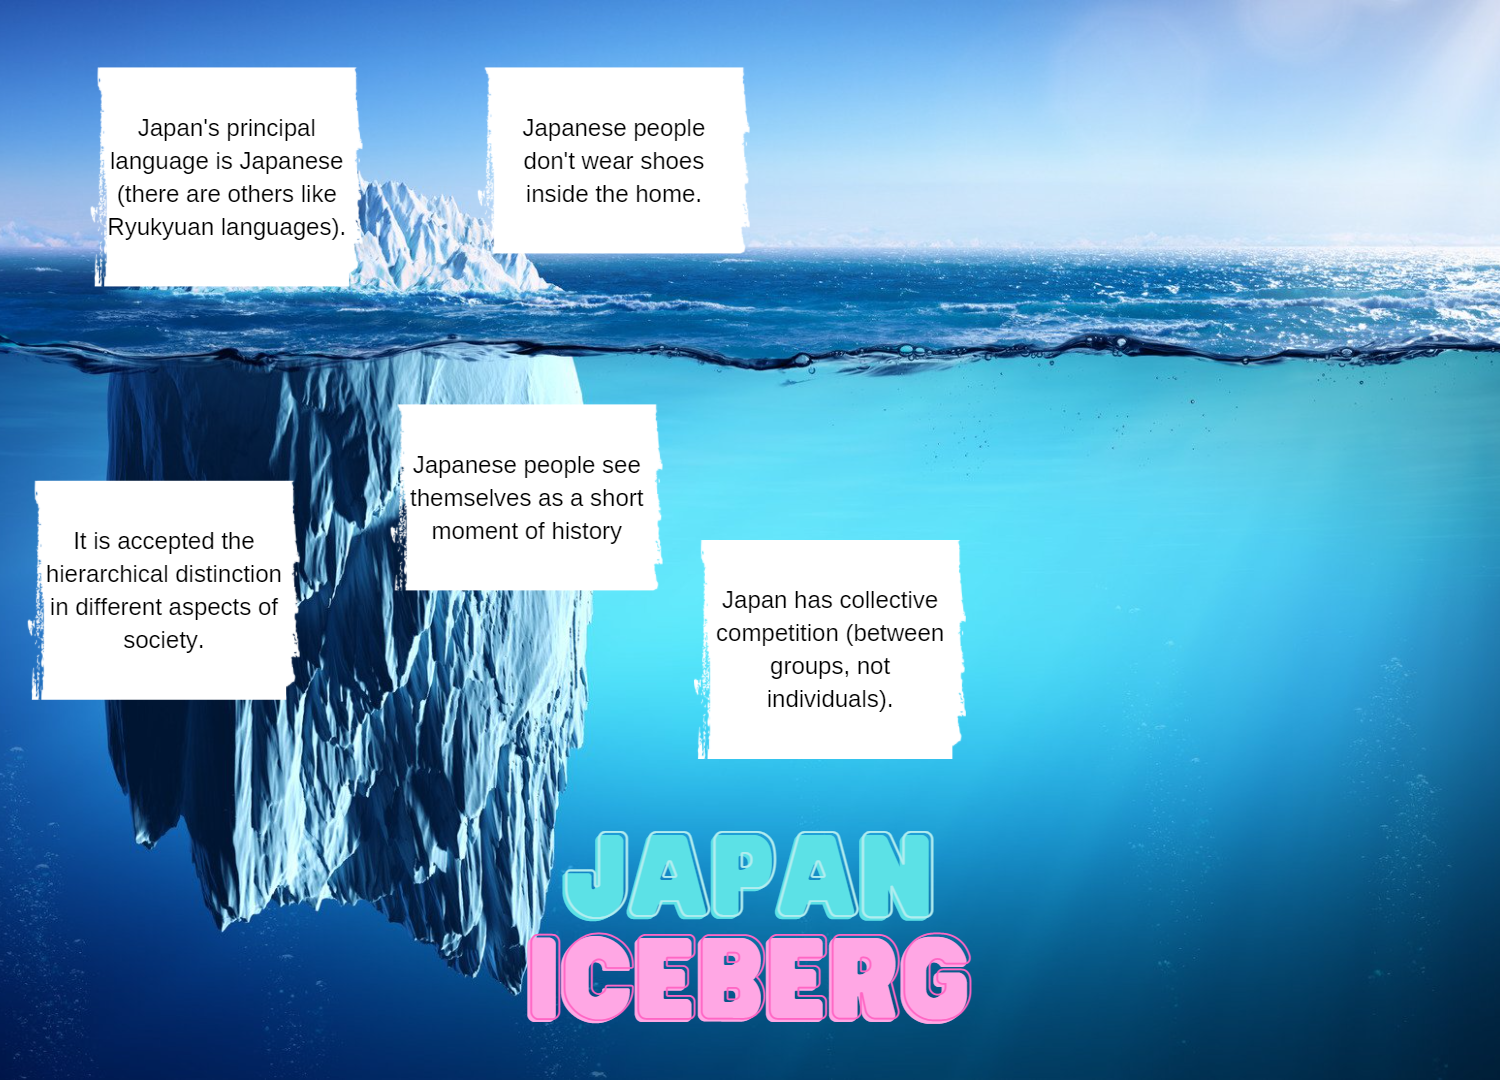 Japan's principal
language is Japanese
(there are others like
Ryukyuan languages).
Japanese people
don't wear shoes
inside the home.
Japanese people see
themselves as a short
moment of history
It is accepted the
hierarchical distinction
in different aspects of
society.
Japan has collective
competition (between
groups, not
individuals).
JAPAN
ICEBERG